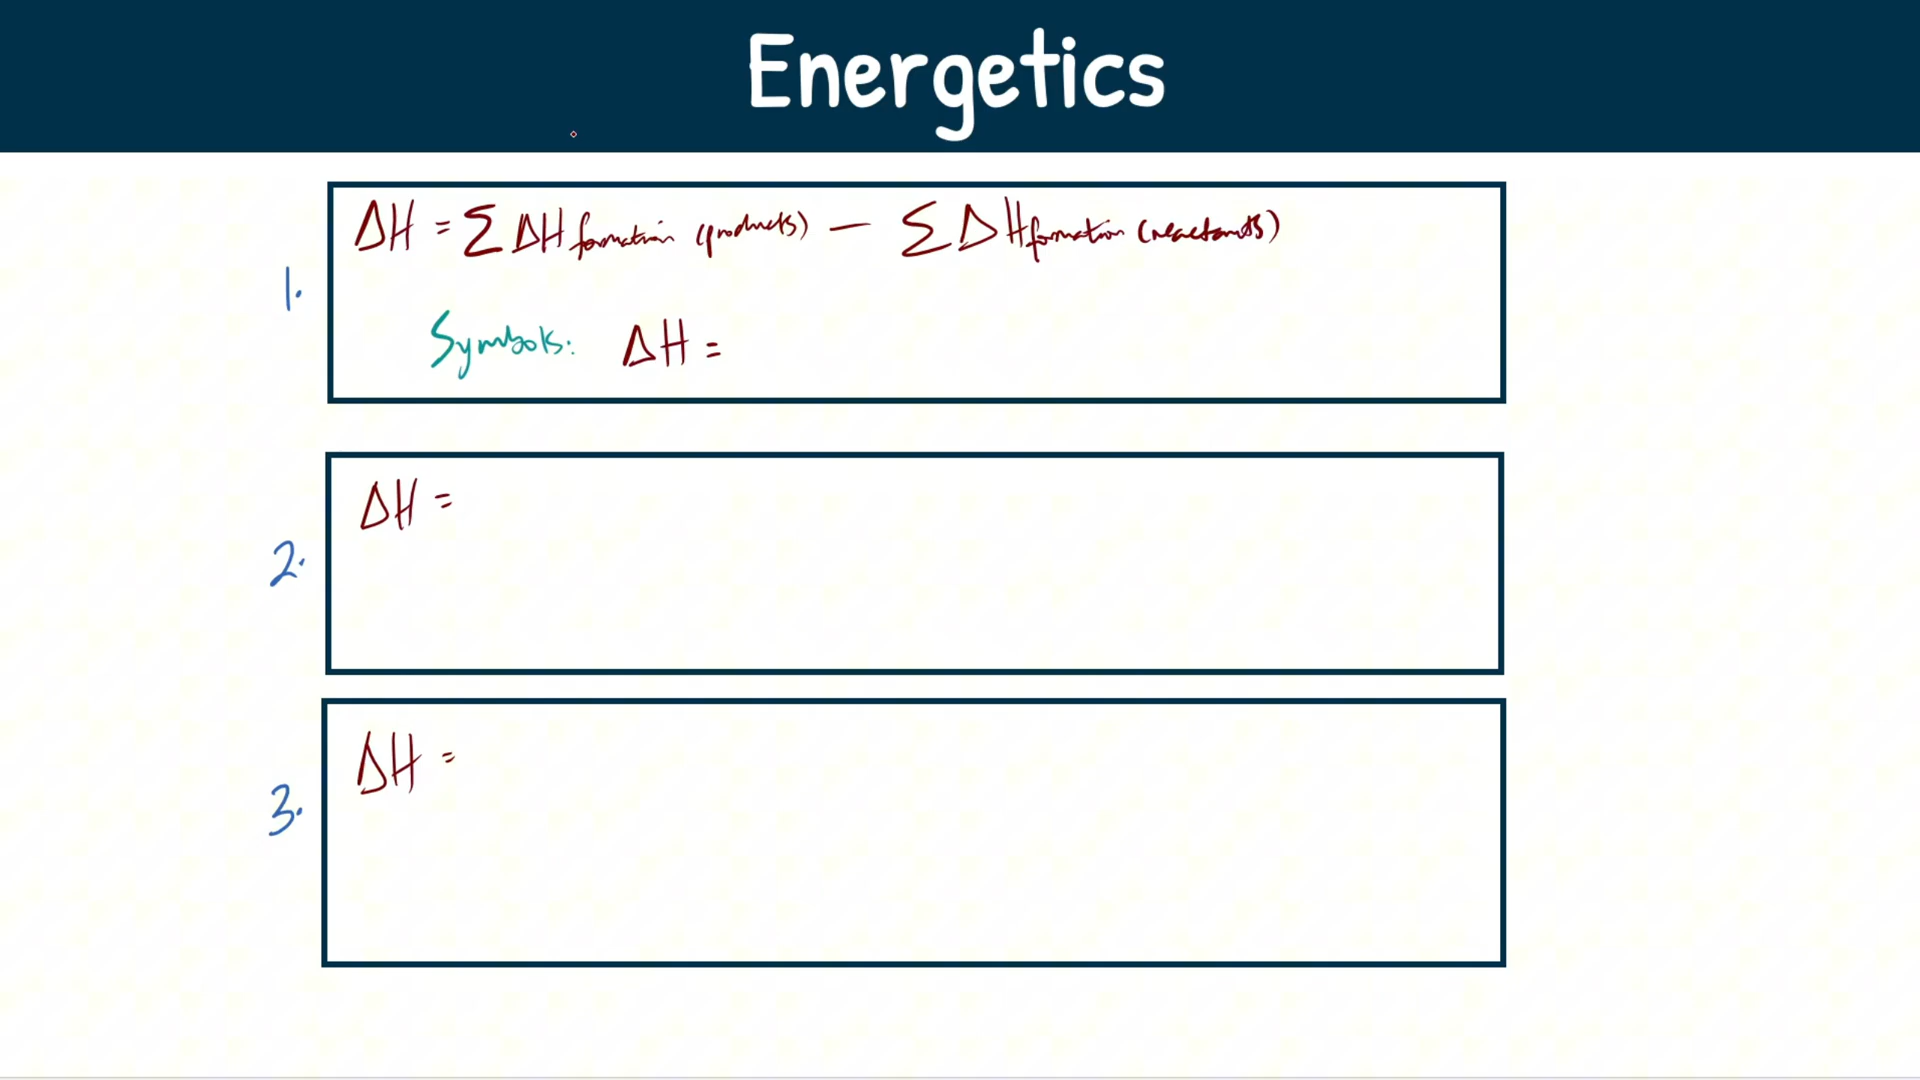 Energetics
1.
ΔH = Σ ΔH formation (products) — Σ ΔH formation (reactants)
Symbols: ΔH =
2.
ΔH =
3.
ΔH =